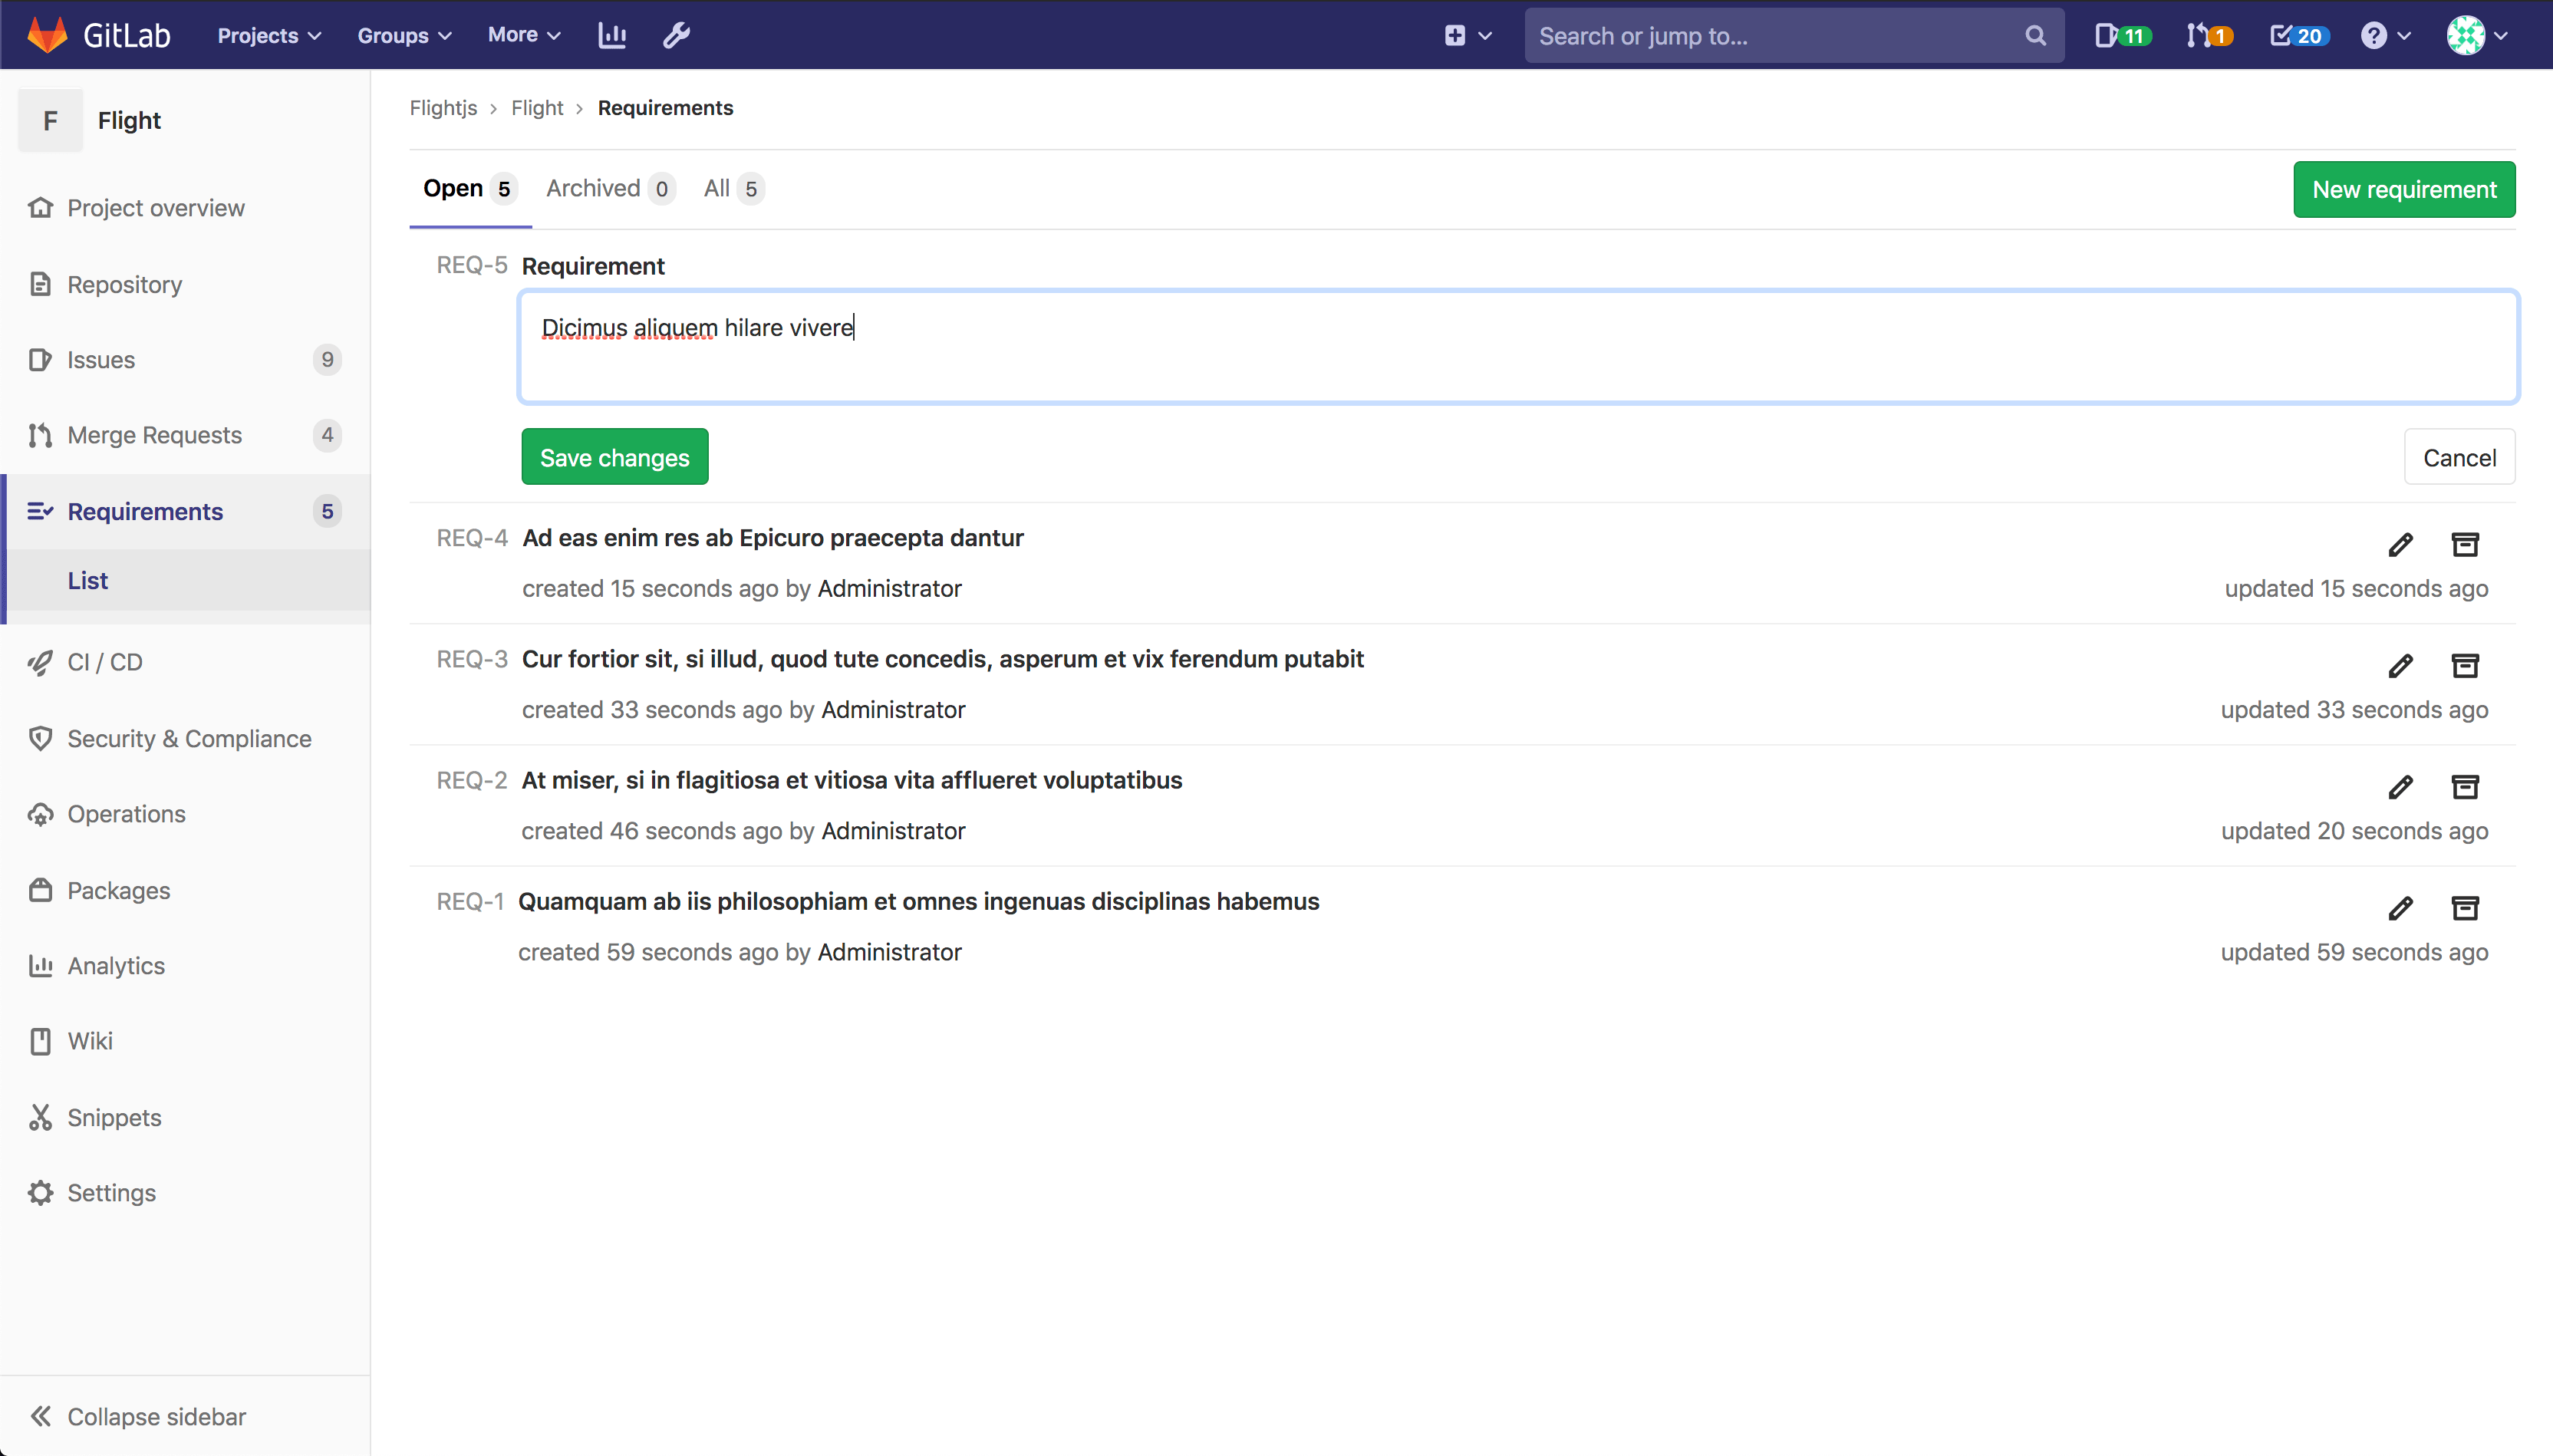 GitLab Projects Groups More Search or jump to... 11 1 20
F Flight
Project overview
Repository
Issues 9
Merge Requests 4
Requirements 5
List
CI / CD
Security & Compliance
Operations
Packages
Analytics
Wiki
Snippets
Settings
Collapse sidebar
Flightjs › Flight › Requirements
Open 5 Archived 0 All 5 New requirement
REQ-5 Requirement
Dicimus aliquem hilare vivere
Save changes Cancel
REQ-4 Ad eas enim res ab Epicuro praecepta dantur
created 15 seconds ago by Administrator updated 15 seconds ago
REQ-3 Cur fortior sit, si illud, quod tute concedis, asperum et vix ferendum putabit
created 33 seconds ago by Administrator updated 33 seconds ago
REQ-2 At miser, si in flagitiosa et vitiosa vita afflueret voluptatibus
created 46 seconds ago by Administrator updated 20 seconds ago
REQ-1 Quamquam ab iis philosophiam et omnes ingenuas disciplinas habemus
created 59 seconds ago by Administrator updated 59 seconds ago